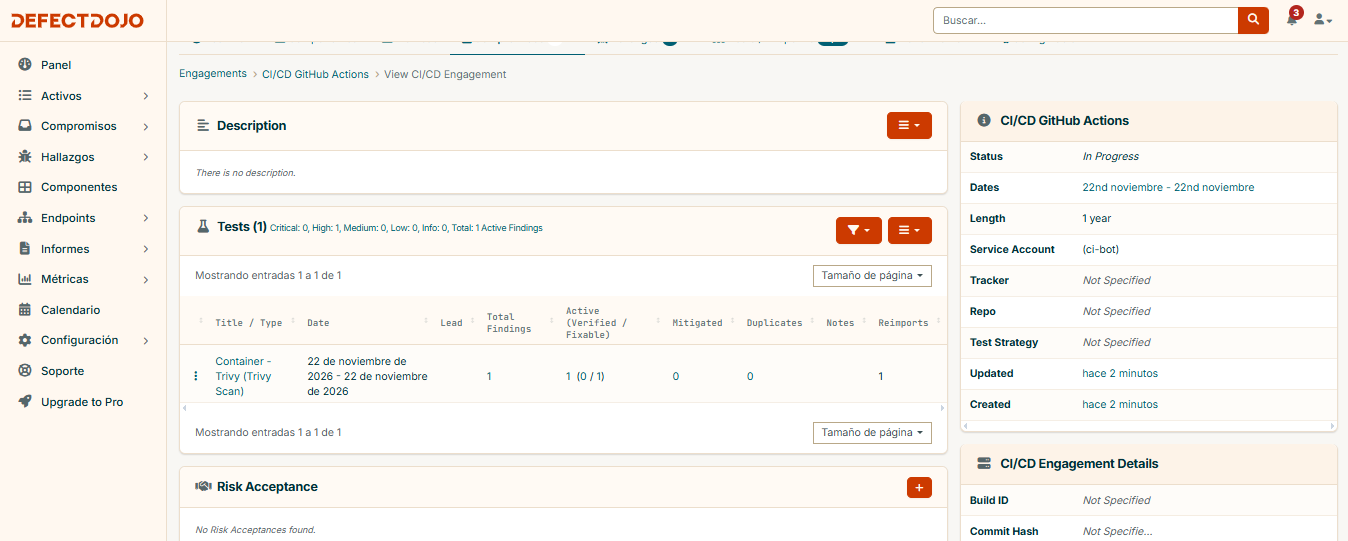 DEFECTDOJO
Buscar...
3
Panel
Activos
Compromisos
Hallazgos
Componentes
Endpoints
Informes
Métricas
Calendario
Configuración
Soporte
Upgrade to Pro
Engagements > CI/CD GitHub Actions > View CI/CD Engagement
Description
There is no description.
Tests (1) Critical: 0, High: 1, Medium: 0, Low: 0, Info: 0, Total: 1 Active Findings
Mostrando entradas 1 a 1 de 1
Tamaño de página
Title / Type
Date
Lead
Total
Findings
Active
(Verified /
Fixable)
Mitigated
Duplicates
Notes
Reimports
Container -
Trivy (Trivy
Scan)
22 de noviembre de
2026 - 22 de noviembre
de 2026
1
1 (0 / 1)
0
0
1
Mostrando entradas 1 a 1 de 1
Tamaño de página
Risk Acceptance
+
No Risk Acceptances found.
CI/CD GitHub Actions
Status In Progress
Dates 22nd noviembre - 22nd noviembre
Length 1 year
Service Account (ci-bot)
Tracker Not Specified
Repo Not Specified
Test Strategy Not Specified
Updated hace 2 minutos
Created hace 2 minutos
CI/CD Engagement Details
Build ID Not Specified
Commit Hash Not Specifie...